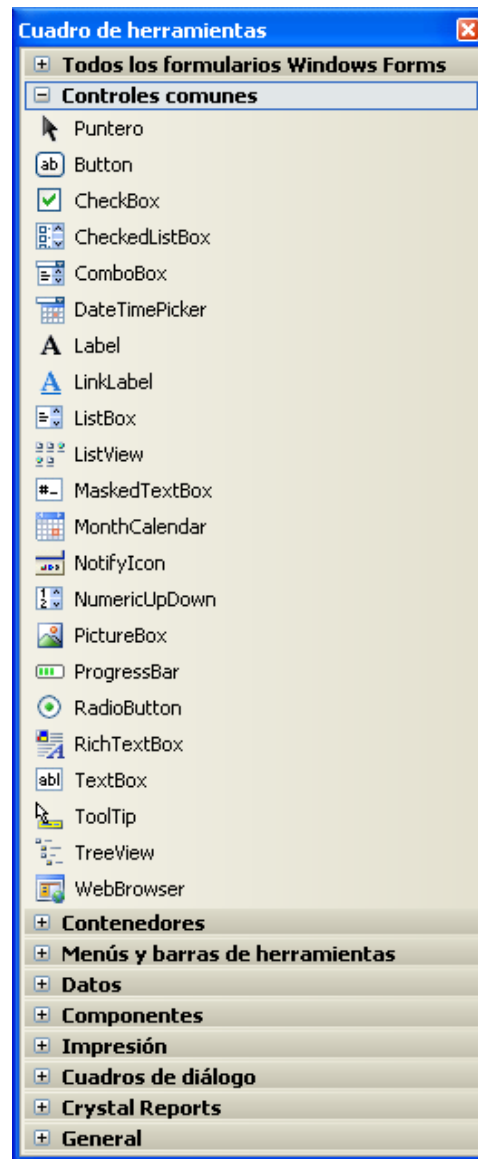 Cuadro de herramientas
Todos los formularios Windows Forms
Controles comunes
Puntero
ab Button
CheckBox
CheckedListBox
ComboBox
DateTimePicker
A Label
A LinkLabel
ListBox
ListView
#_ MaskedTextBox
MonthCalendar
NotifyIcon
1 2 NumericUpDown
PictureBox
ProgressBar
RadioButton
A RichTextBox
abl TextBox
ToolTip
TreeView
WebBrowser
Contenedores
Menús y barras de herramientas
Datos
Componentes
Impresión
Cuadros de diálogo
Crystal Reports
General